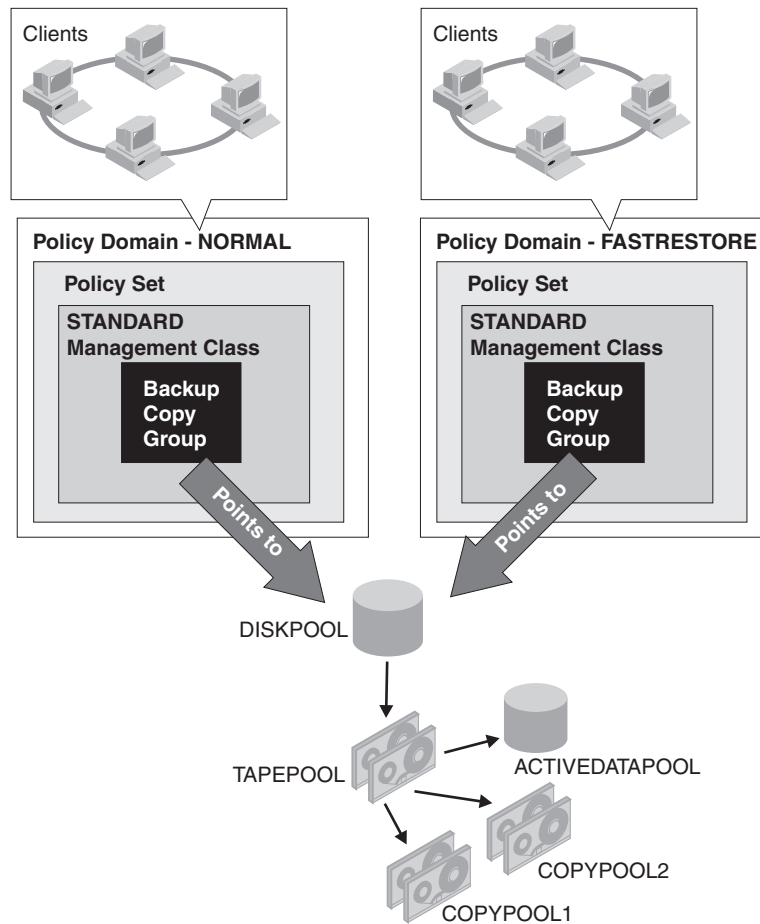 Clients
Policy Domain - NORMAL
Policy Set
STANDARD
Management Class
Backup
Copy
Group
Points to
Clients
Policy Domain - FASTRESTORE
Policy Set
STANDARD
Management Class
Backup
Copy
Group
Points to
DISKPOOL
TAPEPOOL
ACTIVEDATAPOOL
COPYPOOL2
COPYPOOL1